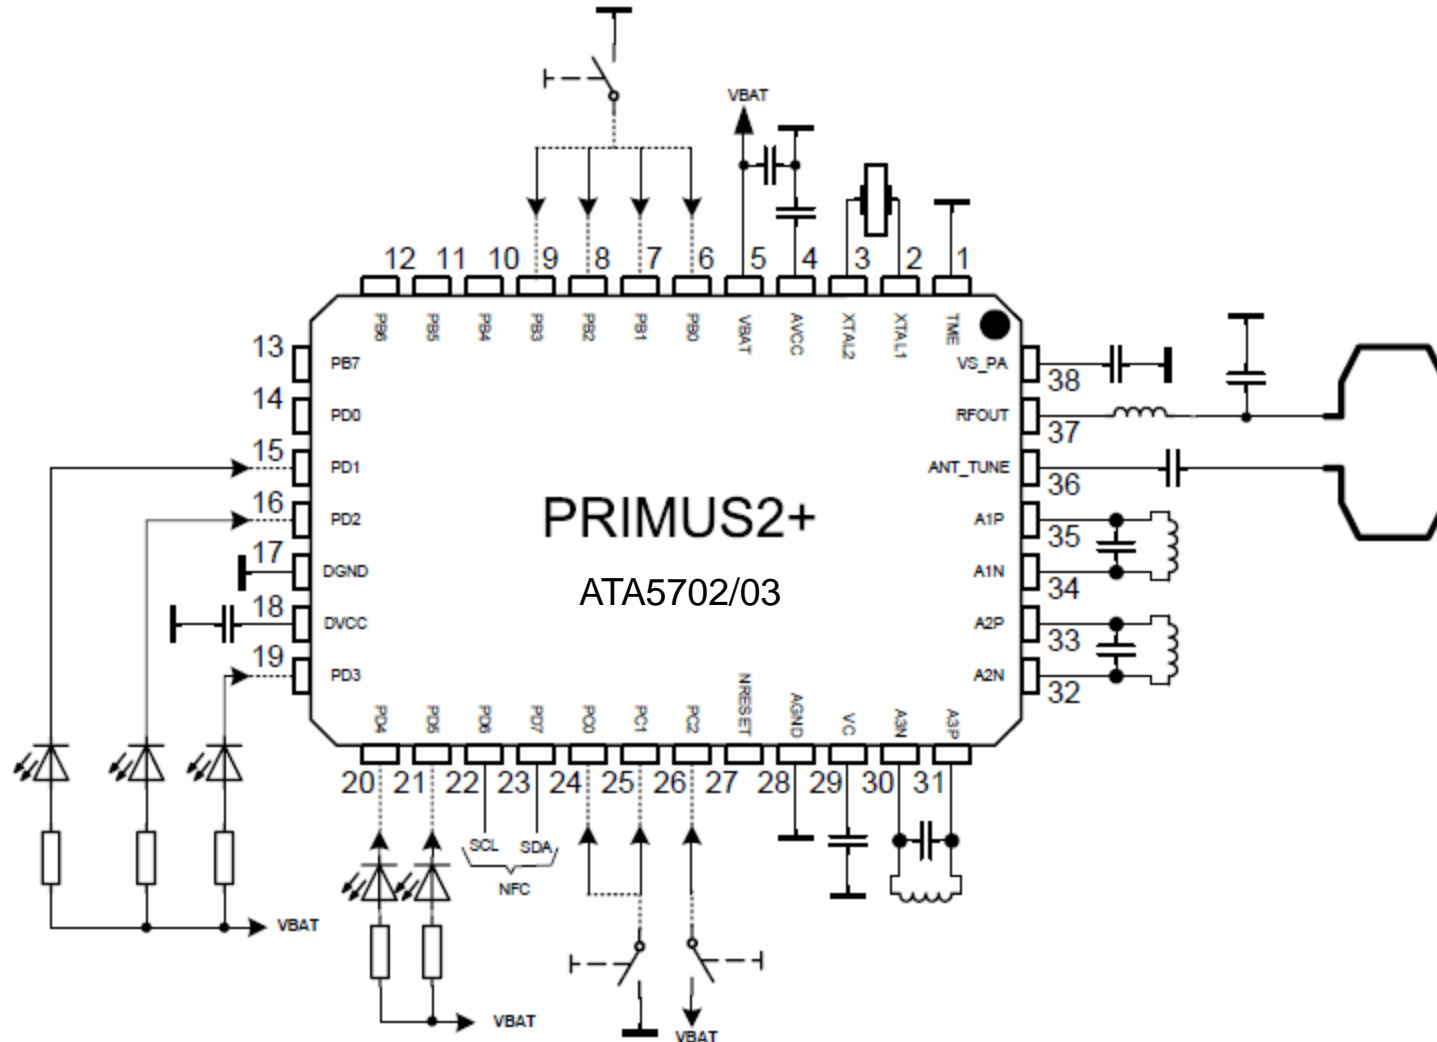 VBAT
12 11 10 9 8 7 6 5 4 3 2 1
PB6 PB5 PB4 PB3 PB2 PB1 PB0 VBAT AVCC XTAL2 XTAL1 TME
13 PB7
14 PD0
15 PD1
16 PD2
17 DGND
18 DVCC
19 PD3
VS_PA 38
RFOUT 37
ANT_TUNE 36
A1P 35
A1N 34
A2P 33
A2N 32
PRIMUS2+
ATA5702/03
PD4 PD5 PD6 PD7 PC0 PC1 PC2 NRESET AGND VC A3N A3P
20 21 22 23 24 25 26 27 28 29 30 31
SCL SDA
NFC
VBAT
VBAT
VBAT